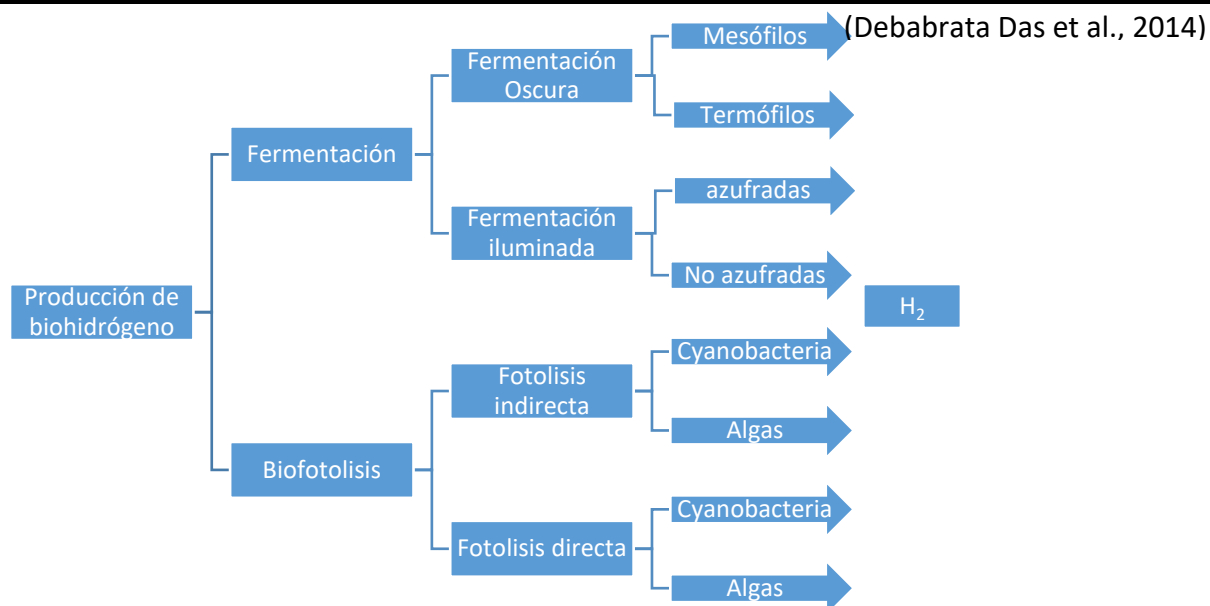 (Debabrata Das et al., 2014)
Producción de
biohidrógeno
Fermentación
Fermentación
Oscura
Mesófilos
Termófilos
Fermentación
iluminada
azufradas
No azufradas
Biofotolisis
Fotolisis
indirecta
Cyanobacteria
Algas
Fotolisis directa
Cyanobacteria
Algas
H₂